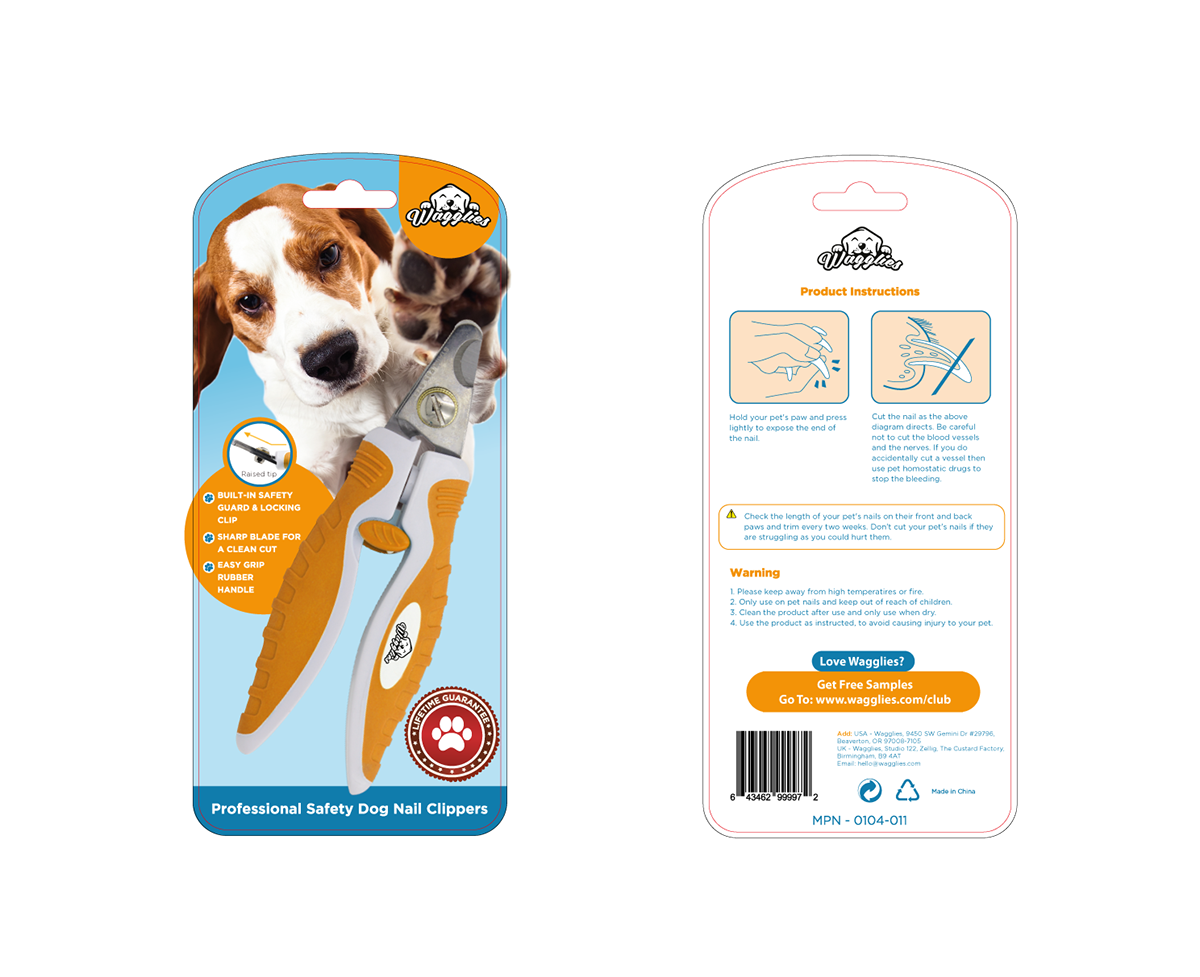 Wagglies
Raised tip
BUILT-IN SAFETY
GUARD & LOCKING
CLIP
SHARP BLADE FOR
A CLEAN CUT
EASY GRIP
RUBBER
HANDLE
Wagglies
LIFETIME GUARANTEE
Professional Safety Dog Nail Clippers
Wagglies
Product Instructions
Hold your pet's paw and press
lightly to expose the end of
the nail.
Cut the nail as the above
diagram directs. Be careful
not to cut the blood vessels
and the nerves. If you do
accidentally cut a vessel then
use pet homostatic drugs to
stop the bleeding.
Check the length of your pet's nails on their front and back
paws and trim every two weeks. Don't cut your pet's nails if they
are struggling as you could hurt them.
Warning
1. Please keep away from high temperatires or fire.
2. Only use on pet nails and keep out of reach of children.
3. Clean the product after use and only use when dry.
4. Use the product as instructed, to avoid causing injury to your pet.
Love Wagglies?
Get Free Samples
Go To: www.wagglies.com/club
Add: USA - Wagglies, 9450 SW Gemini Dr #29796,
Beaverton, OR 97008-7105
UK - Wagglies, Studio 122, Zellig, The Custard Factory,
Birmingham, B9 4AT
Email: hello@wagglies.com
6 43462 99997 2
Made in China
MPN - 0104-011